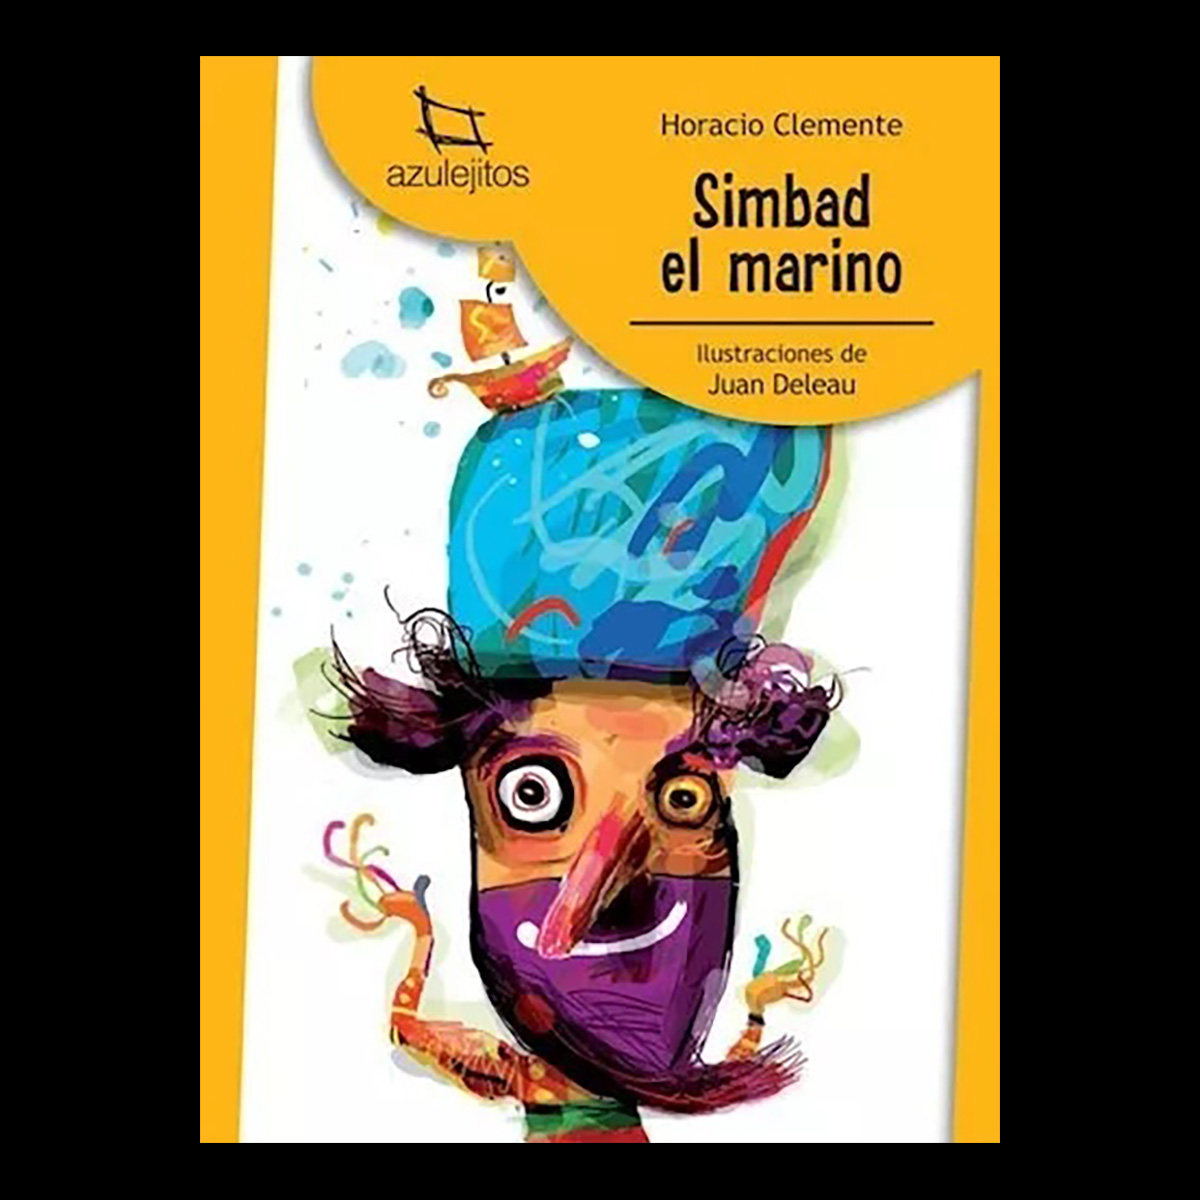 azulejitos
Horacio Clemente
Simbad
el marino
Ilustraciones de
Juan Deleau